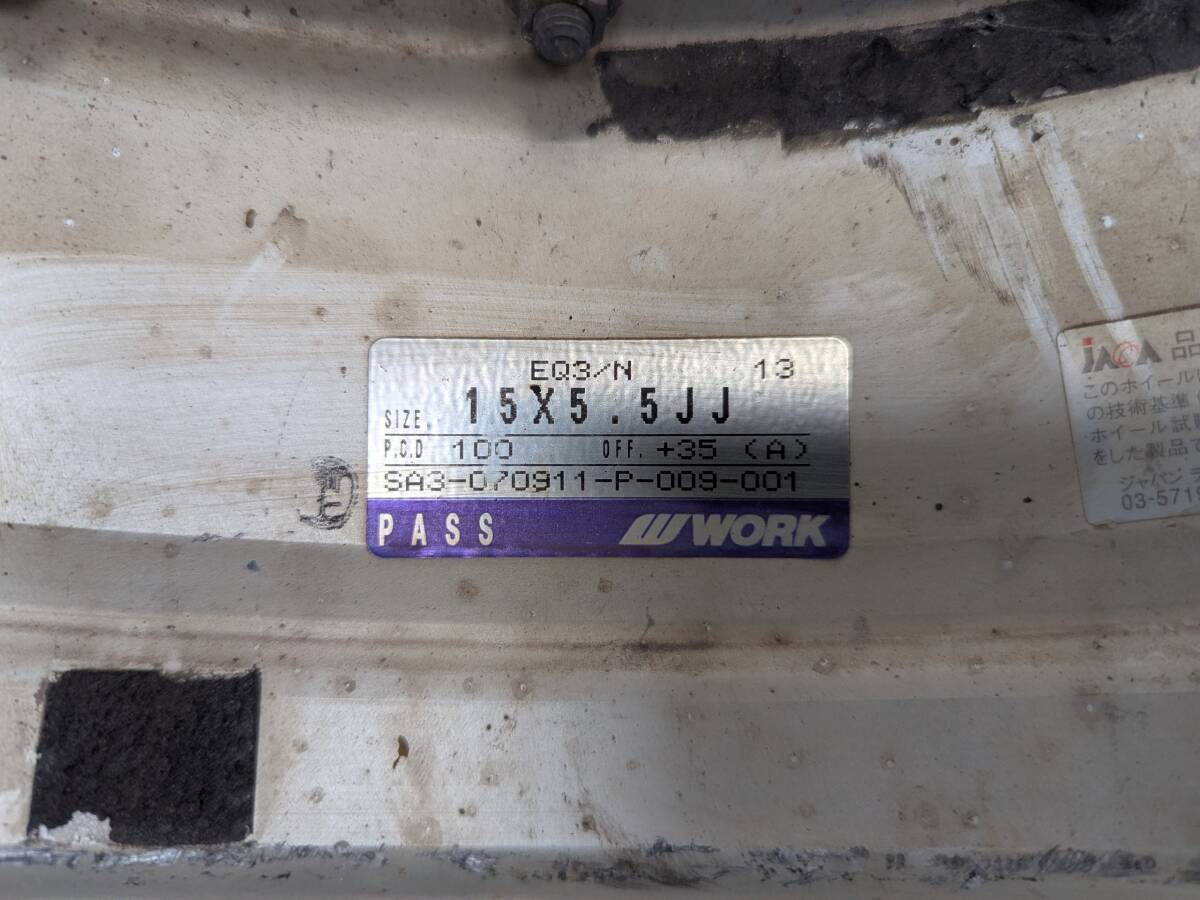 EQ3/N 13
SIZE. 15X5.5JJ
P.C.D 100 OFF. +35 (A)
SA3-070911-P-009-001
PASS WORK
JAWA 品
このホイールは
の技術基準
ホイール試
をした製品
ジャパン
03-571